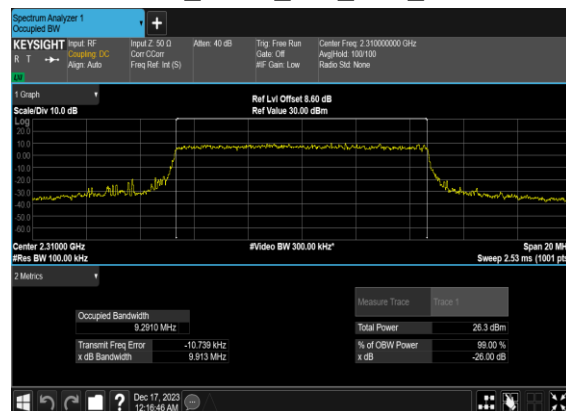 Spectrum Analyzer 1
Occupied BW
+
KEYSIGHT
R T
Input: RF
Coupling: DC
Align: Auto
Input Z: 50 Ω
Corr CCorr
Freq Ref: Int (S)
Atten: 40 dB
Trig: Free Run
Gate: Off
#IF Gain: Low
Center Freq: 2.310000000 GHz
Avg|Hold: 100/100
Radio Std: None
1 Graph
Scale/Div 10.0 dB
Ref Lvl Offset 8.60 dB
Ref Value 30.00 dBm
Log
20.0
10.0
0.00
-10.0
-20.0
-30.0
-40.0
-50.0
-60.0
Center 2.31000 GHz
#Res BW 100.00 kHz
#Video BW 300.00 kHz*
Span 20 MH
Sweep 2.53 ms (1001 pts
2 Metrics
Measure Trace Trace 1
Occupied Bandwidth
9.2910 MHz
Total Power 26.3 dBm
Transmit Freq Error -10.739 kHz
% of OBW Power 99.00 %
x dB Bandwidth 9.913 MHz
x dB -26.00 dB
?
Dec 17, 2023
12:16:46 AM